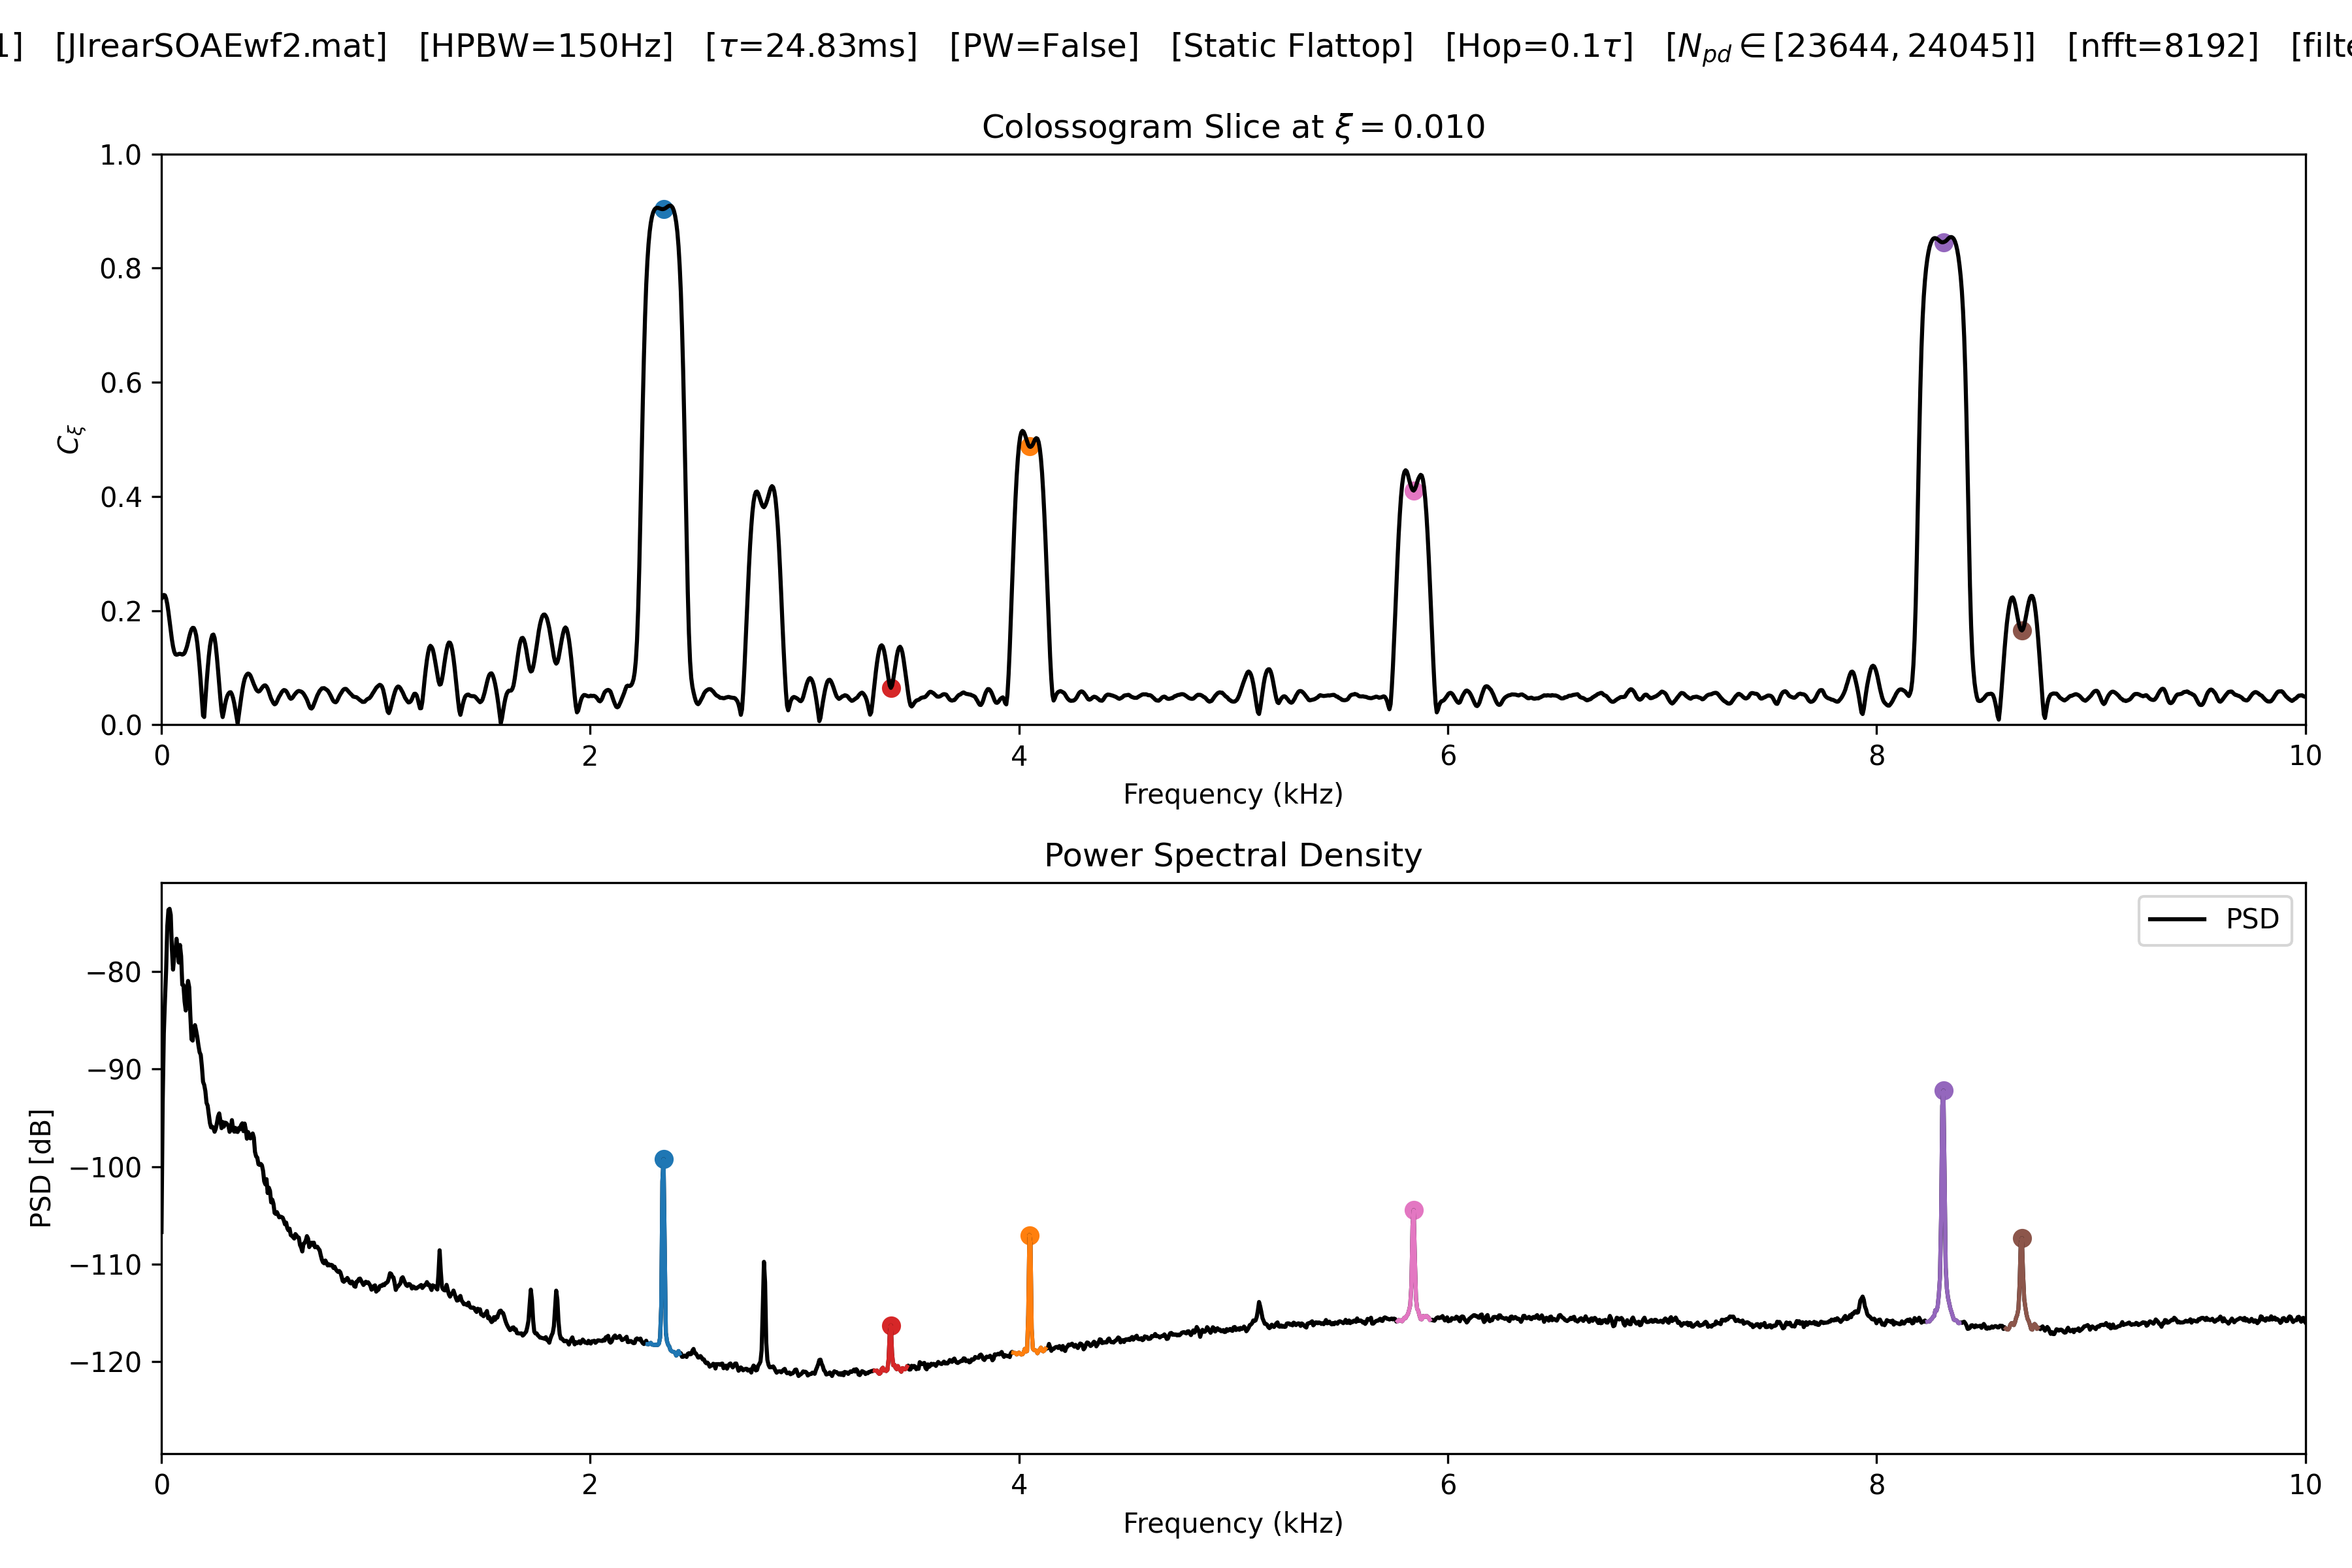 1] [JIrearSOAEwf2.mat] [HPBW=150Hz] [τ=24.83ms] [PW=False] [Static Flattop] [Hop=0.1τ] [N_pd ∈ [23644, 24045]] [nfft=8192] [filte
Colossogram Slice at ξ = 0.010
1.0
0.8
0.6
0.4
0.2
0.0
C_ξ
0 2 4 6 8 10
Frequency (kHz)
Power Spectral Density
PSD
−80
−90
−100
−110
−120
PSD [dB]
0 2 4 6 8 10
Frequency (kHz)